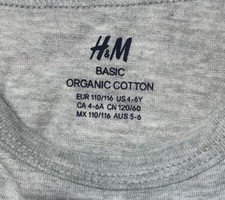 H&M
BASIC
ORGANIC COTTON
EUR 110/116 US 4-6Y
CA 4-6A CN 120/60
MX 110/116 AUS 5-6